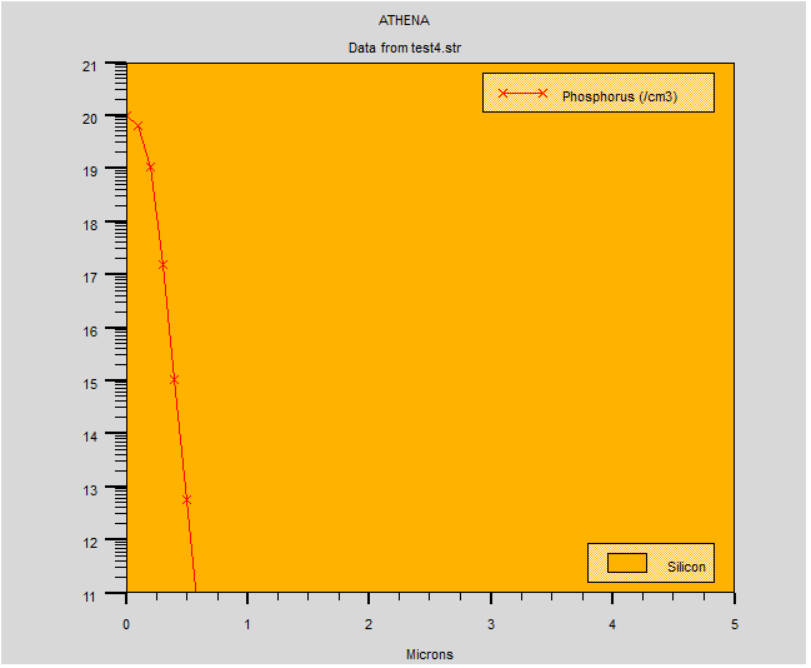 ATHENA
Data from test4.str
21
Phosphorus (/cm3)
20
19
18
17
16
15
14
13
12
Silicon
11
0 1 2 3 4 5
Microns